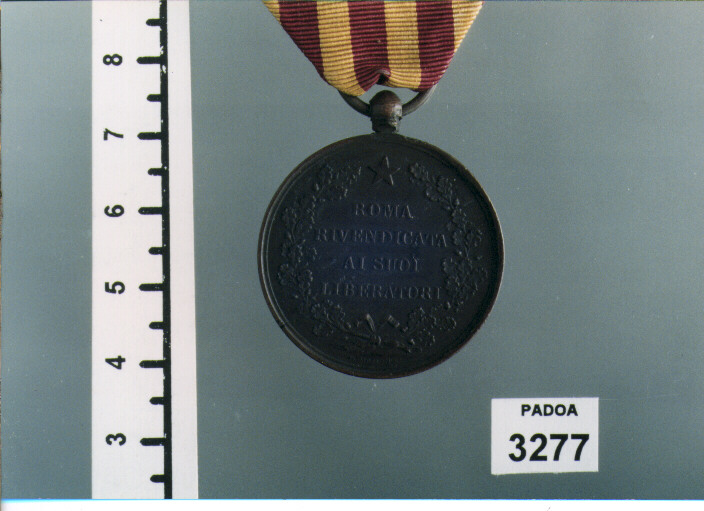 8
7
6
5
4
3
ROMA
RIVENDICATA
AI SUOI
LIBERATORI
PADOA
3277